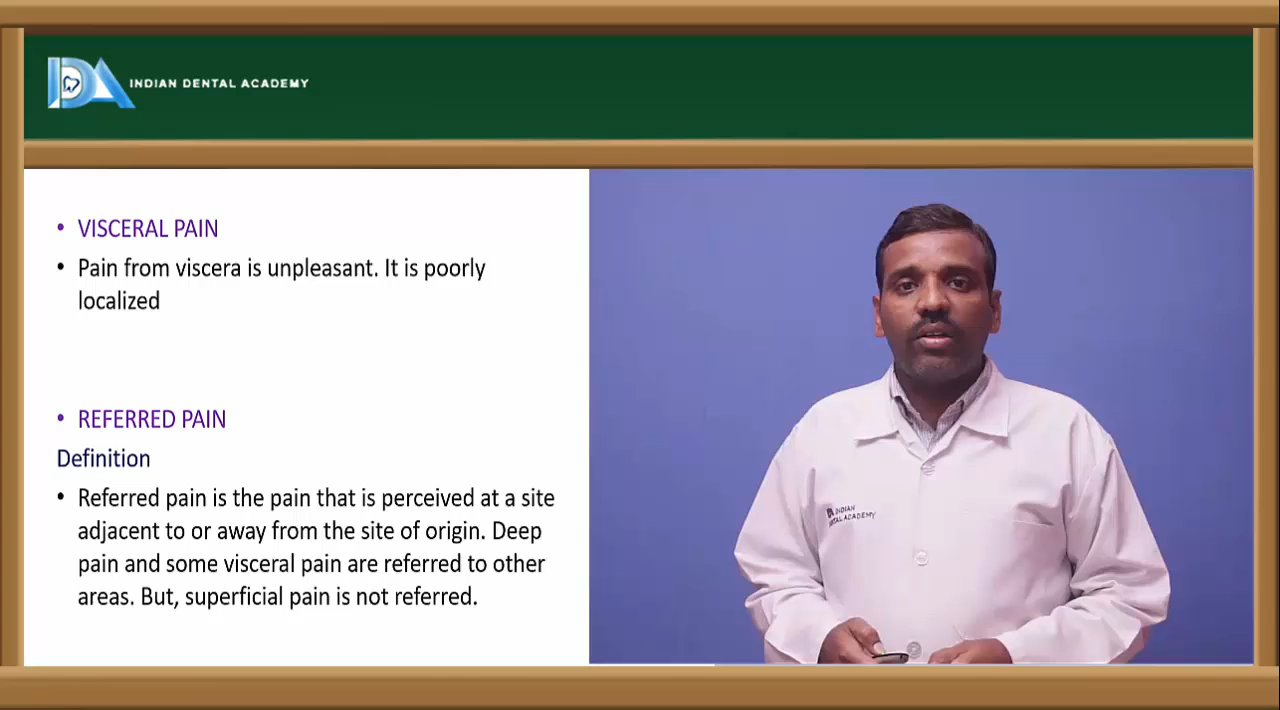 INDIAN DENTAL ACADEMY
• VISCERAL PAIN
• Pain from viscera is unpleasant. It is poorly
localized
• REFERRED PAIN
Definition
• Referred pain is the pain that is perceived at a site
adjacent to or away from the site of origin. Deep
pain and some visceral pain are referred to other
areas. But, superficial pain is not referred.
INDIAN
DENTAL ACADEMY